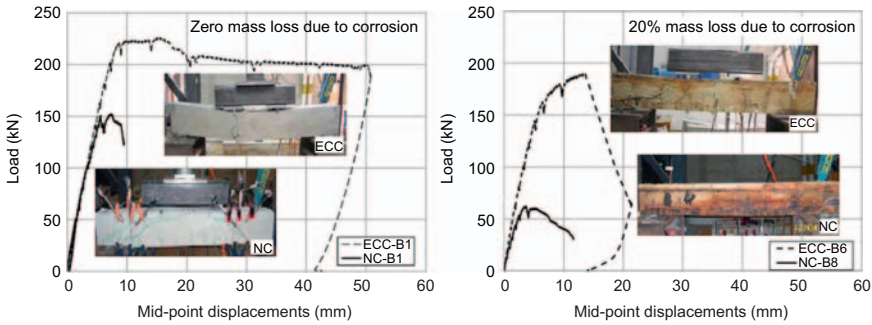 Zero mass loss due to corrosion
250
200
150
100
50
0
Load (kN)
0 10 20 30 40 50 60
Mid-point displacements (mm)
ECC
NC
ECC-B1
NC-B1
20% mass loss due to corrosion
250
200
150
100
50
0
Load (kN)
0 10 20 30 40 50 60
Mid-point displacements (mm)
ECC
NC
ECC-B6
NC-B8